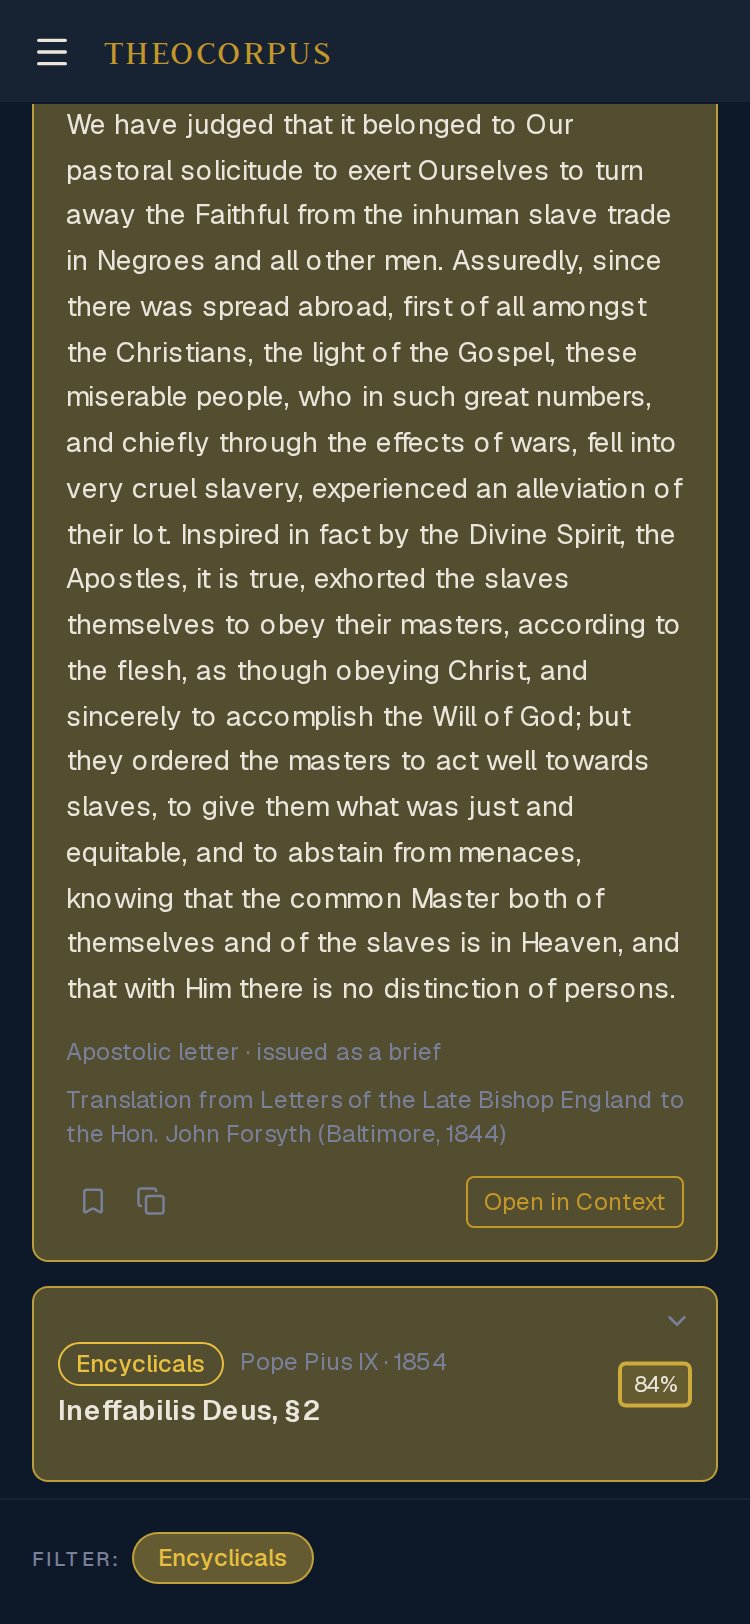 THEOCORPUS
We have judged that it belonged to Our
pastoral solicitude to exert Ourselves to turn
away the Faithful from the inhuman slave trade
in Negroes and all other men. Assuredly, since
there was spread abroad, first of all amongst
the Christians, the light of the Gospel, these
miserable people, who in such great numbers,
and chiefly through the effects of wars, fell into
very cruel slavery, experienced an alleviation of
their lot. Inspired in fact by the Divine Spirit, the
Apostles, it is true, exhorted the slaves
themselves to obey their masters, according to
the flesh, as though obeying Christ, and
sincerely to accomplish the Will of God; but
they ordered the masters to act well towards
slaves, to give them what was just and
equitable, and to abstain from menaces,
knowing that the common Master both of
themselves and of the slaves is in Heaven, and
that with Him there is no distinction of persons.
Apostolic letter · issued as a brief
Translation from Letters of the Late Bishop England to
the Hon. John Forsyth (Baltimore, 1844)
Open in Context
Encyclicals Pope Pius IX · 1854
84%
Ineffabilis Deus, §2
FILTER: Encyclicals